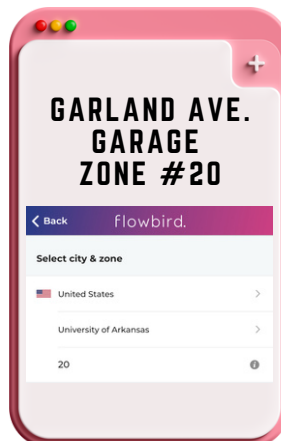 GARLAND AVE.
GARAGE
ZONE #20
Back flowbird.
Select city & zone
United States
University of Arkansas
20